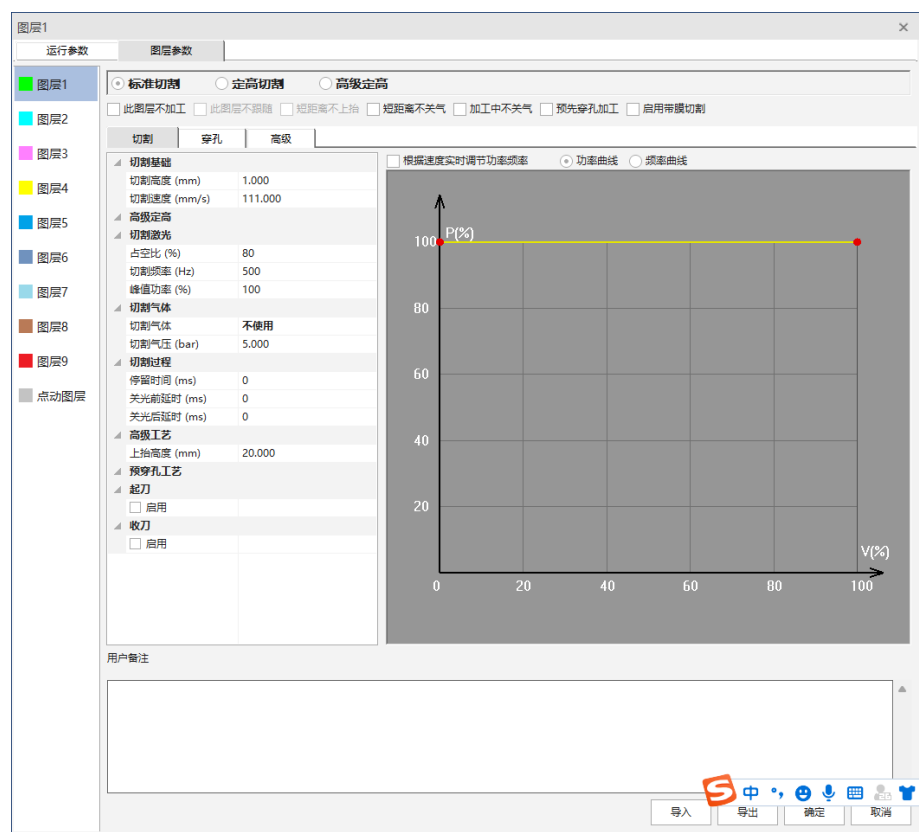 图层1
运行参数 图层参数
图层1
图层2
图层3
图层4
图层5
图层6
图层7
图层8
图层9
点动图层
标准切割 定高切割 高级定高
此图层不加工 此图层不跟随 短距离不上抬 短距离不关气 加工中不关气 预先穿孔加工 启用带膜切割
切割 穿孔 高级
切割基础
切割高度 (mm) 1.000
切割速度 (mm/s) 111.000
高级定高
切割激光
占空比 (%) 80
切割频率 (Hz) 500
峰值功率 (%) 100
切割气体
切割气体 不使用
切割气压 (bar) 5.000
切割过程
停留时间 (ms) 0
关光前延时 (ms) 0
关光后延时 (ms) 0
高级工艺
上抬高度 (mm) 20.000
预穿孔工艺
起刀
启用
收刀
启用
根据速度实时调节功率频率 功率曲线 频率曲线
P(%)
100
80
60
40
20
V(%)
0 20 40 60 80 100
用户备注
中
导入 导出 确定 取消